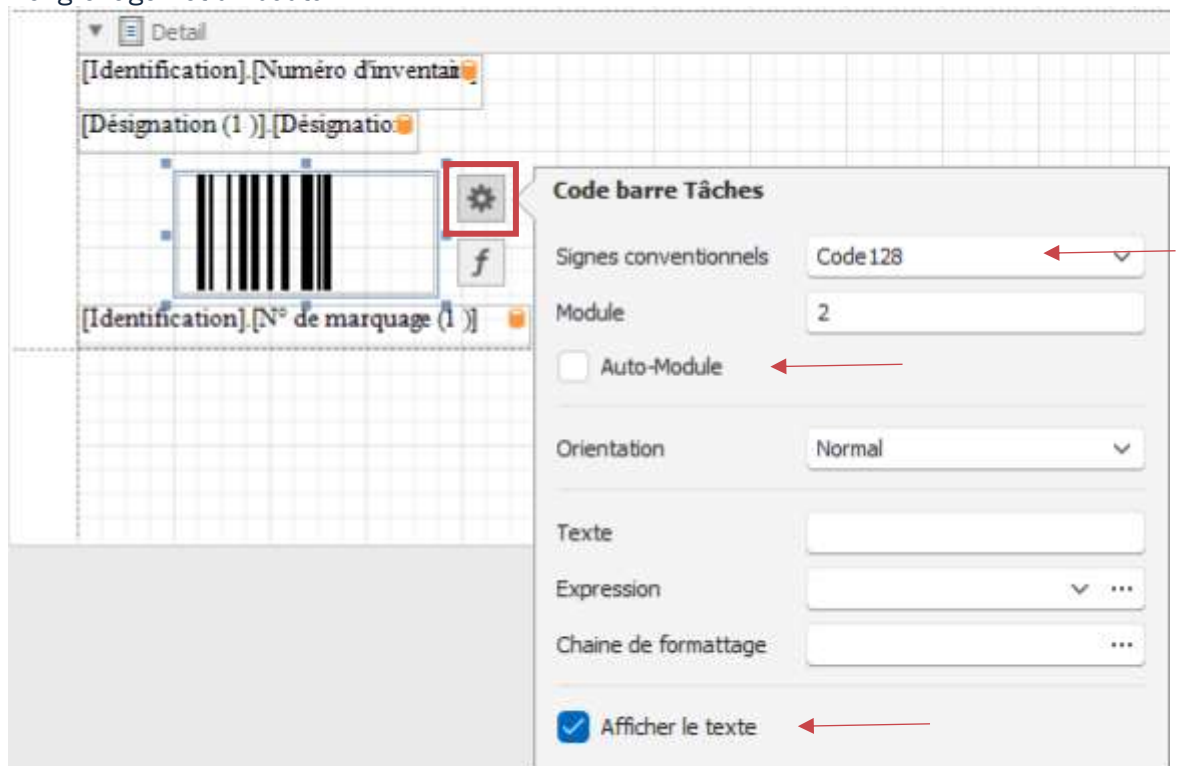 Detail
[Identification].[Numéro d'inventai
[Désignation (1 )].[Désignatio
[Identification].[N° de marquage (1 )]
f
Code barre Tâches
Signes conventionnels Code128
Module 2
Auto-Module
Orientation Normal
Texte
Expression
Chaine de formattage
Afficher le texte